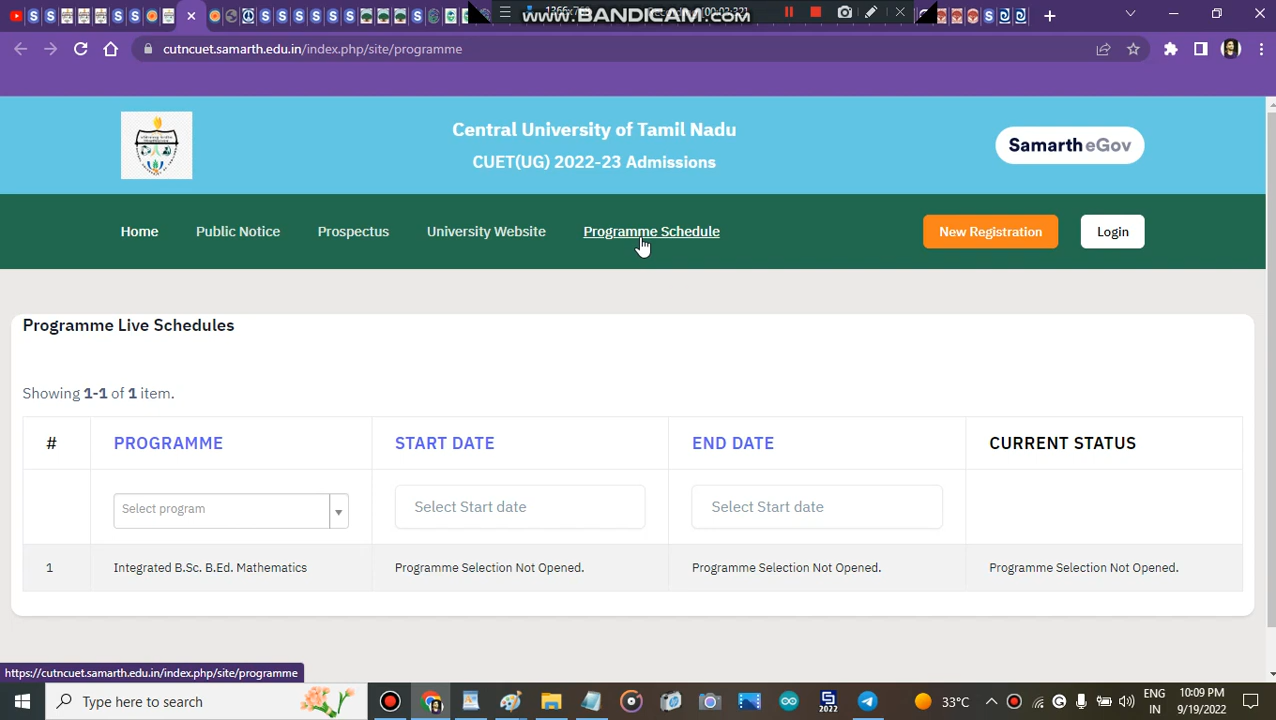 www.BANDICAM.com
cutncuet.samarth.edu.in/index.php/site/programme
Central University of Tamil Nadu
CUET(UG) 2022-23 Admissions
Samarth eGov
Home Public Notice Prospectus University Website Programme Schedule New Registration Login
Programme Live Schedules
Showing 1-1 of 1 item.
# PROGRAMME START DATE END DATE CURRENT STATUS
Select program Select Start date Select Start date
1 Integrated B.Sc. B.Ed. Mathematics Programme Selection Not Opened. Programme Selection Not Opened. Programme Selection Not Opened.
https://cutncuet.samarth.edu.in/index.php/site/programme
Type here to search 2022 33°C ENG 10:09 PM
IN 9/19/2022